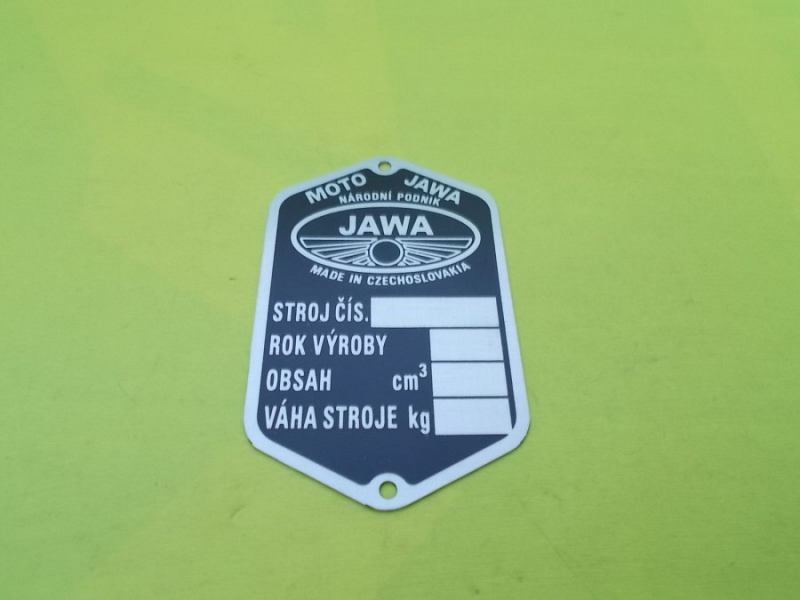 MOTO JAWA
NÁRODNÍ PODNIK
JAWA
MADE IN CZECHOSLOVAKIA
STROJ ČÍS.
ROK VÝROBY
OBSAH cm³
VÁHA STROJE kg